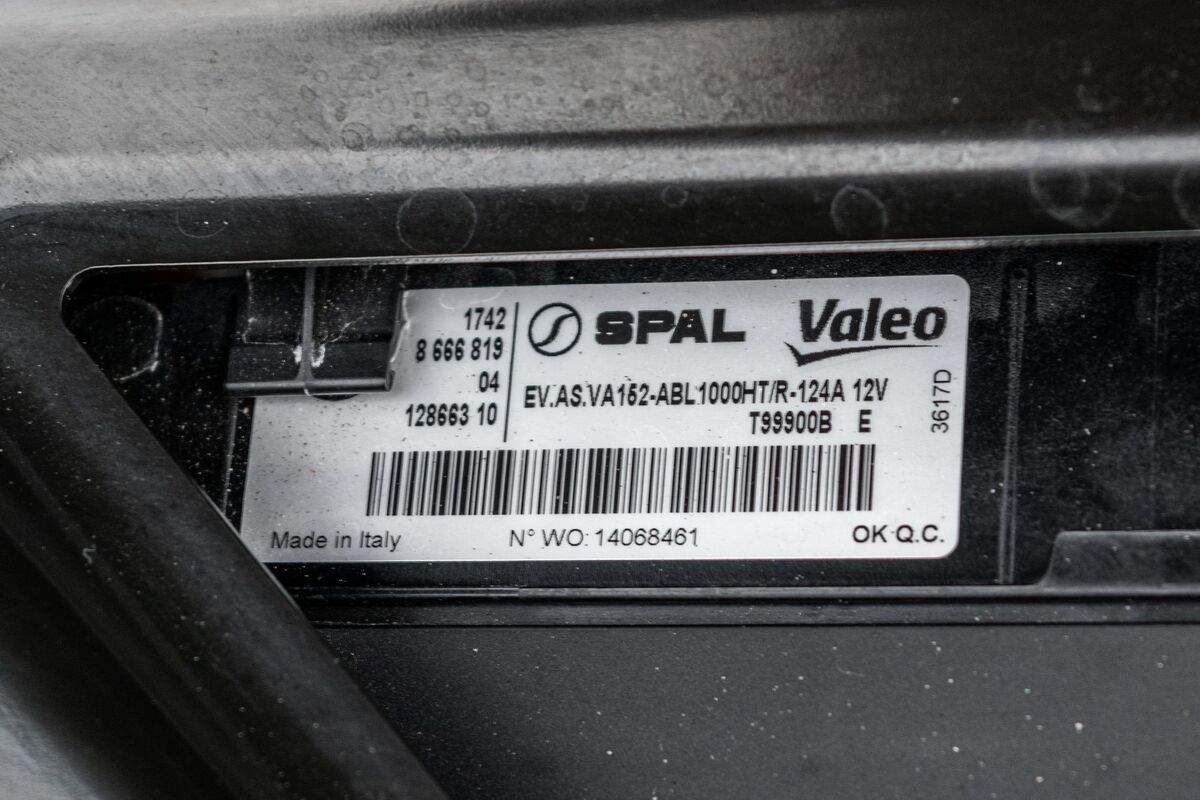 1742
8 666 819
04
128663 10
SPAL
Valeo
EV.AS.VA152-ABL1000HT/R-124A 12V
T99900B E
3617D
Made in Italy
N° WO: 14068461
OK Q.C.